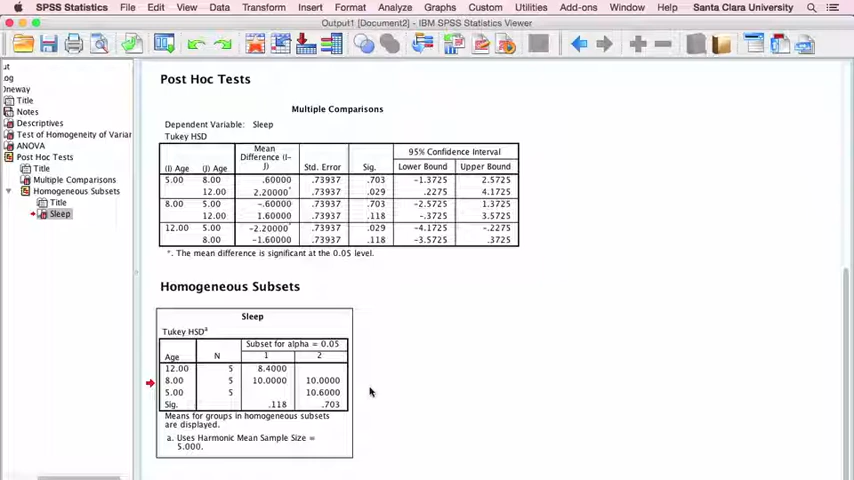 SPSS Statistics File Edit View Data Transform Insert Format Analyze Graphs Custom Utilities Add-ons Window Help Santa Clara University
Output1 [Document2] - IBM SPSS Statistics Viewer
Oneway
Title
Notes
Descriptives
Test of Homogeneity of Varian
ANOVA
Post Hoc Tests
Title
Multiple Comparisons
Homogeneous Subsets
Title
Sleep
Post Hoc Tests
Multiple Comparisons
Dependent Variable: Sleep
Tukey HSD
(I) Age (J) Age Mean Difference (I-J) Std. Error Sig. 95% Confidence Interval
Lower Bound Upper Bound
5.00 8.00 .60000 .73937 .703 -1.3725 2.5725
12.00 2.20000* .73937 .029 .2275 4.1725
8.00 5.00 -.60000 .73937 .703 -2.5725 1.3725
12.00 1.60000 .73937 .118 -.3725 3.5725
12.00 5.00 -2.20000* .73937 .029 -4.1725 -.2275
8.00 -1.60000 .73937 .118 -3.5725 .3725
*. The mean difference is significant at the 0.05 level.
Homogeneous Subsets
Sleep
Tukey HSDa
Age N Subset for alpha = 0.05
1 2
12.00 5 8.4000
8.00 5 10.0000 10.0000
5.00 5 10.6000
Sig. .118 .703
Means for groups in homogeneous subsets
are displayed.
a. Uses Harmonic Mean Sample Size =
5.000.